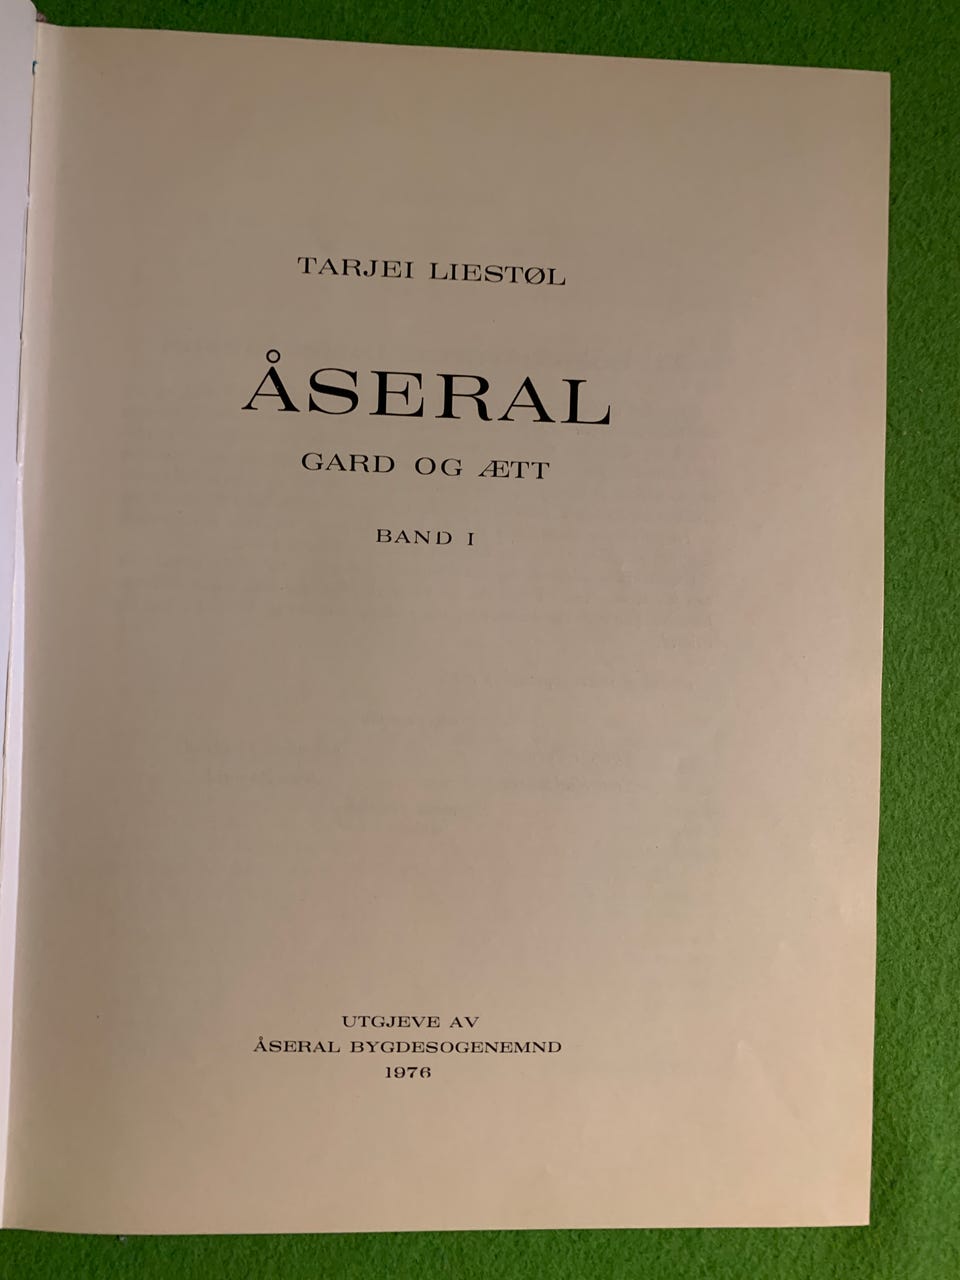 TARJEI LIESTØL
ÅSERAL
GARD OG ÆTT
BAND I
UTGJEVE AV
ÅSERAL BYGDESOGENEMND
1976